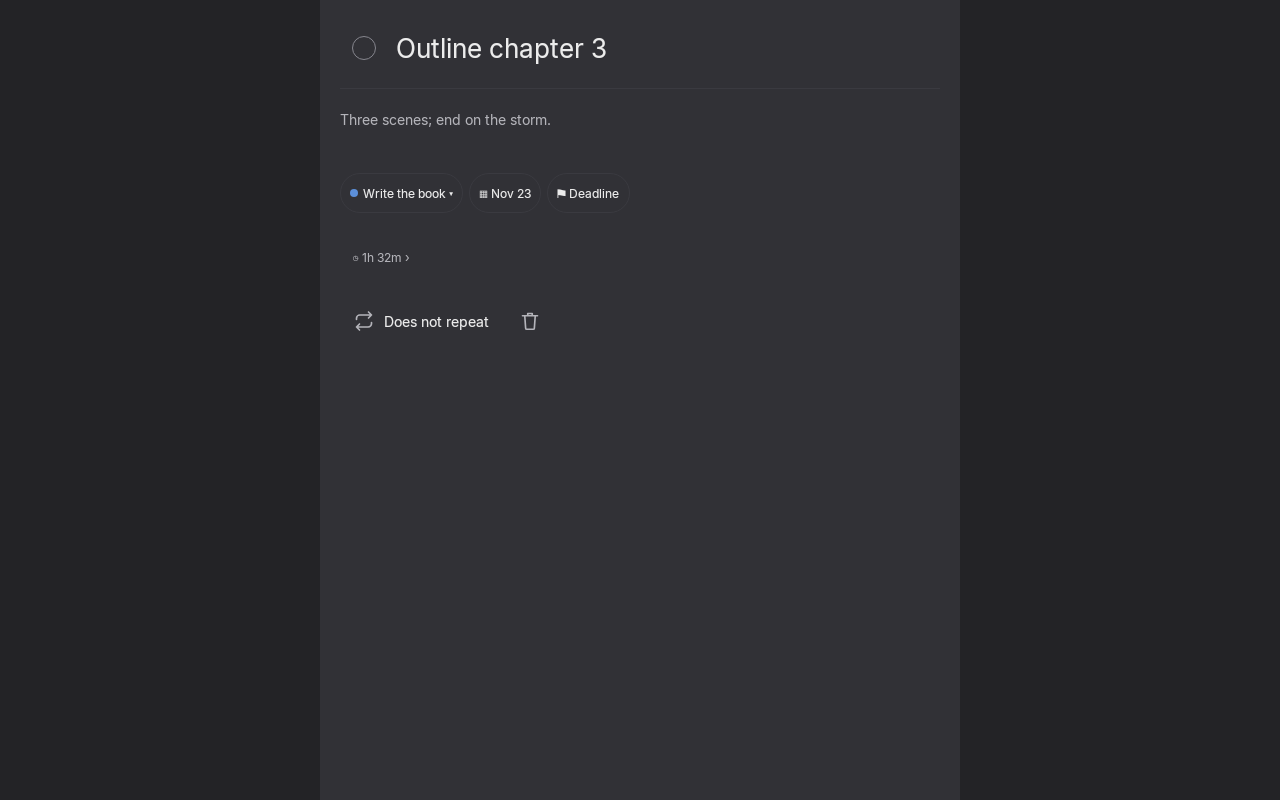 Outline chapter 3
Three scenes; end on the storm.
Write the book ▾ Nov 23 Deadline
1h 32m ›
Does not repeat